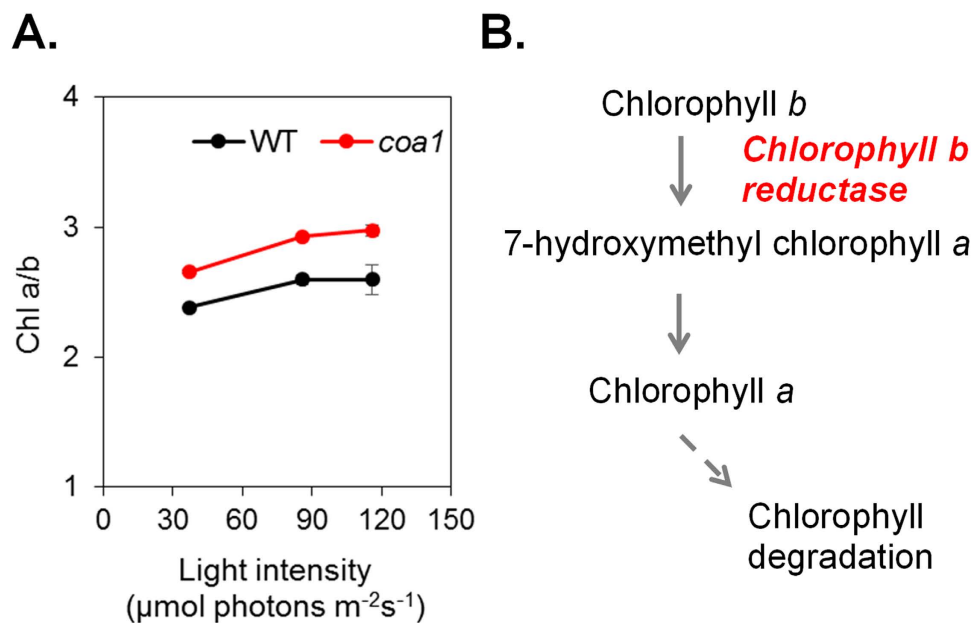 A.
4
3
2
1
0 30 60 90 120 150
Chl a/b
WT coa1
Light intensity
(µmol photons m-2s-1)
B.
Chlorophyll b
Chlorophyll b
reductase
7-hydroxymethyl chlorophyll a
Chlorophyll a
Chlorophyll
degradation